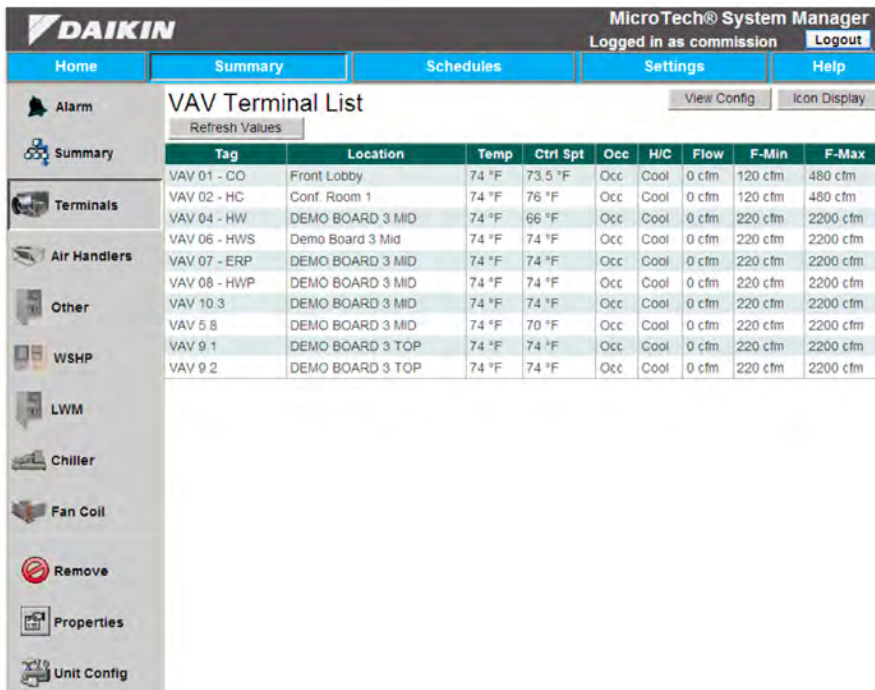 DAIKIN
MicroTech® System Manager
Logged in as commission Logout
Home Summary Schedules Settings Help
Alarm
Summary
Terminals
Air Handlers
Other
WSHP
LWM
Chiller
Fan Coil
Remove
Properties
Unit Config
VAV Terminal List
View Config Icon Display
Refresh Values
Tag Location Temp Ctrl Spt Occ H/C Flow F-Min F-Max
VAV 01 - CO Front Lobby 74 °F 73.5 °F Occ Cool 0 cfm 120 cfm 480 cfm
VAV 02 - HC Conf. Room 1 74 °F 76 °F Occ Cool 0 cfm 120 cfm 480 cfm
VAV 04 - HW DEMO BOARD 3 MID 74 °F 66 °F Occ Cool 0 cfm 220 cfm 2200 cfm
VAV 06 - HWS Demo Board 3 Mid 74 °F 74 °F Occ Cool 0 cfm 220 cfm 2200 cfm
VAV 07 - ERP DEMO BOARD 3 MID 74 °F 74 °F Occ Cool 0 cfm 220 cfm 2200 cfm
VAV 08 - HWP DEMO BOARD 3 MID 74 °F 74 °F Occ Cool 0 cfm 220 cfm 2200 cfm
VAV 10 3 DEMO BOARD 3 MID 74 °F 74 °F Occ Cool 0 cfm 220 cfm 2200 cfm
VAV 5 8 DEMO BOARD 3 MID 74 °F 70 °F Occ Cool 0 cfm 220 cfm 2200 cfm
VAV 9 1 DEMO BOARD 3 TOP 74 °F 74 °F Occ Cool 0 cfm 220 cfm 2200 cfm
VAV 9 2 DEMO BOARD 3 TOP 74 °F 74 °F Occ Cool 0 cfm 220 cfm 2200 cfm